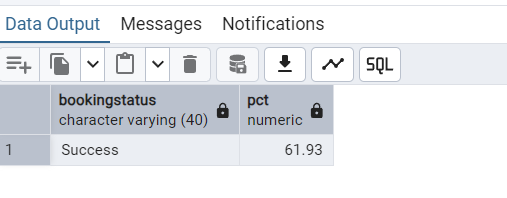 Data Output Messages Notifications
SQL
bookingstatus pct
character varying (40) numeric
1 Success 61.93